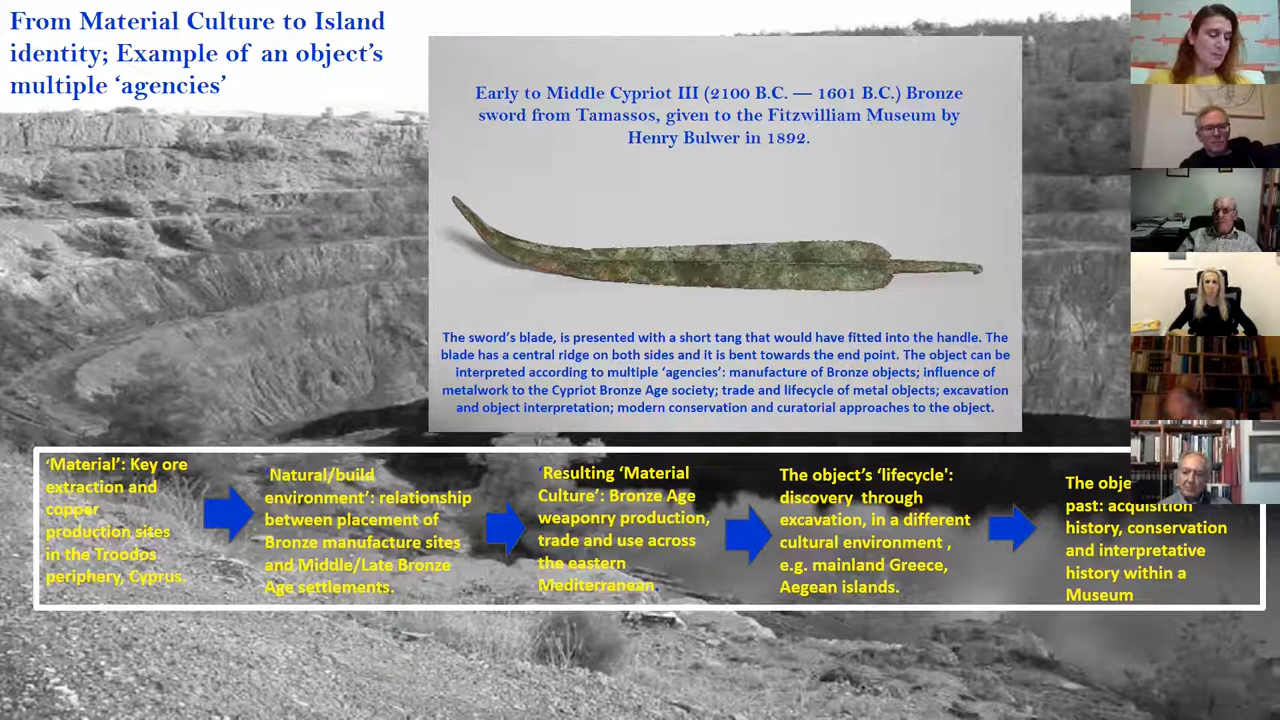 From Material Culture to Island
identity; Example of an object's
multiple 'agencies'
Early to Middle Cypriot III (2100 B.C. — 1601 B.C.) Bronze
sword from Tamassos, given to the Fitzwilliam Museum by
Henry Bulwer in 1892.
The sword's blade, is presented with a short tang that would have fitted into the handle. The
blade has a central ridge on both sides and it is bent towards the end point. The object can be
interpreted according to multiple 'agencies': manufacture of Bronze objects; influence of
metalwork to the Cypriot Bronze Age society; trade and lifecycle of metal objects; excavation
and object interpretation; modern conservation and curatorial approaches to the object.
'Material': Key ore
extraction and
copper
production sites
in the Troodos
periphery, Cyprus.
'Natural/build
environment': relationship
between placement of
Bronze manufacture sites
and Middle/Late Bronze
Age settlements.
'Resulting 'Material
Culture': Bronze Age
weaponry production,
trade and use across
the eastern
Mediterranean.
The object's 'lifecycle':
discovery through
excavation, in a different
cultural environment ,
e.g. mainland Greece,
Aegean islands.
The
past: acquisition
history, conservation
and interpretative
history within a
Museum